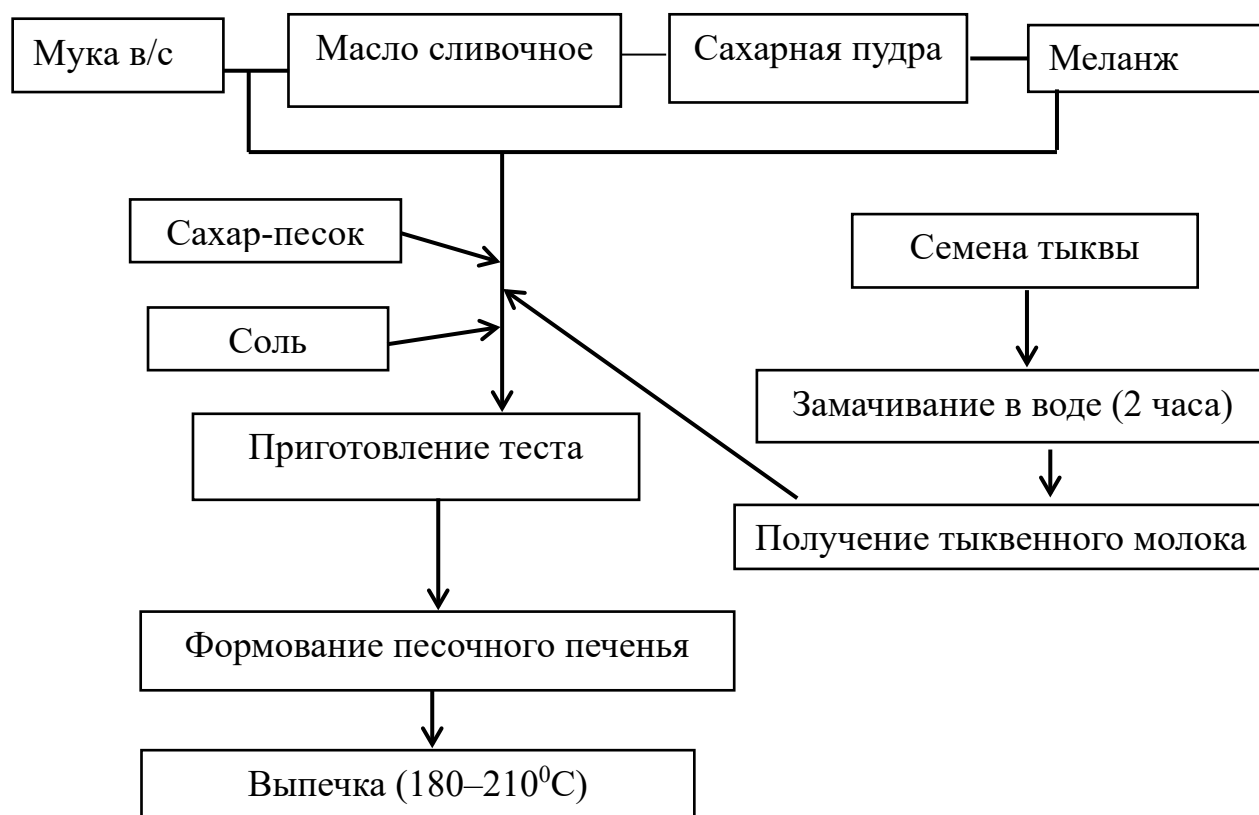 Мука в/с
Масло сливочное
Сахарная пудра
Меланж
Сахар-песок
Семена тыквы
Соль
Замачивание в воде (2 часа)
Приготовление теста
Получение тыквенного молока
Формование песочного печенья
Выпечка (180–210⁰С)